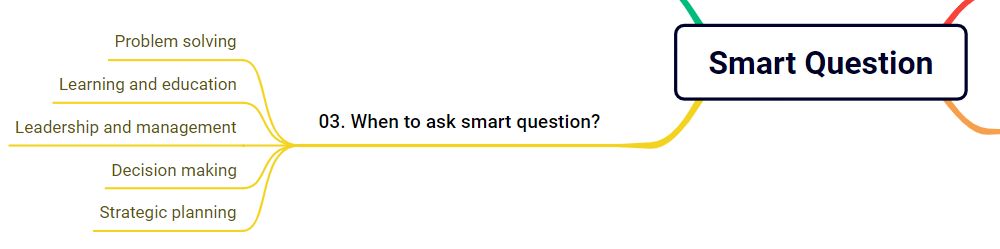 Smart Question
03. When to ask smart question?
Problem solving
Learning and education
Leadership and management
Decision making
Strategic planning